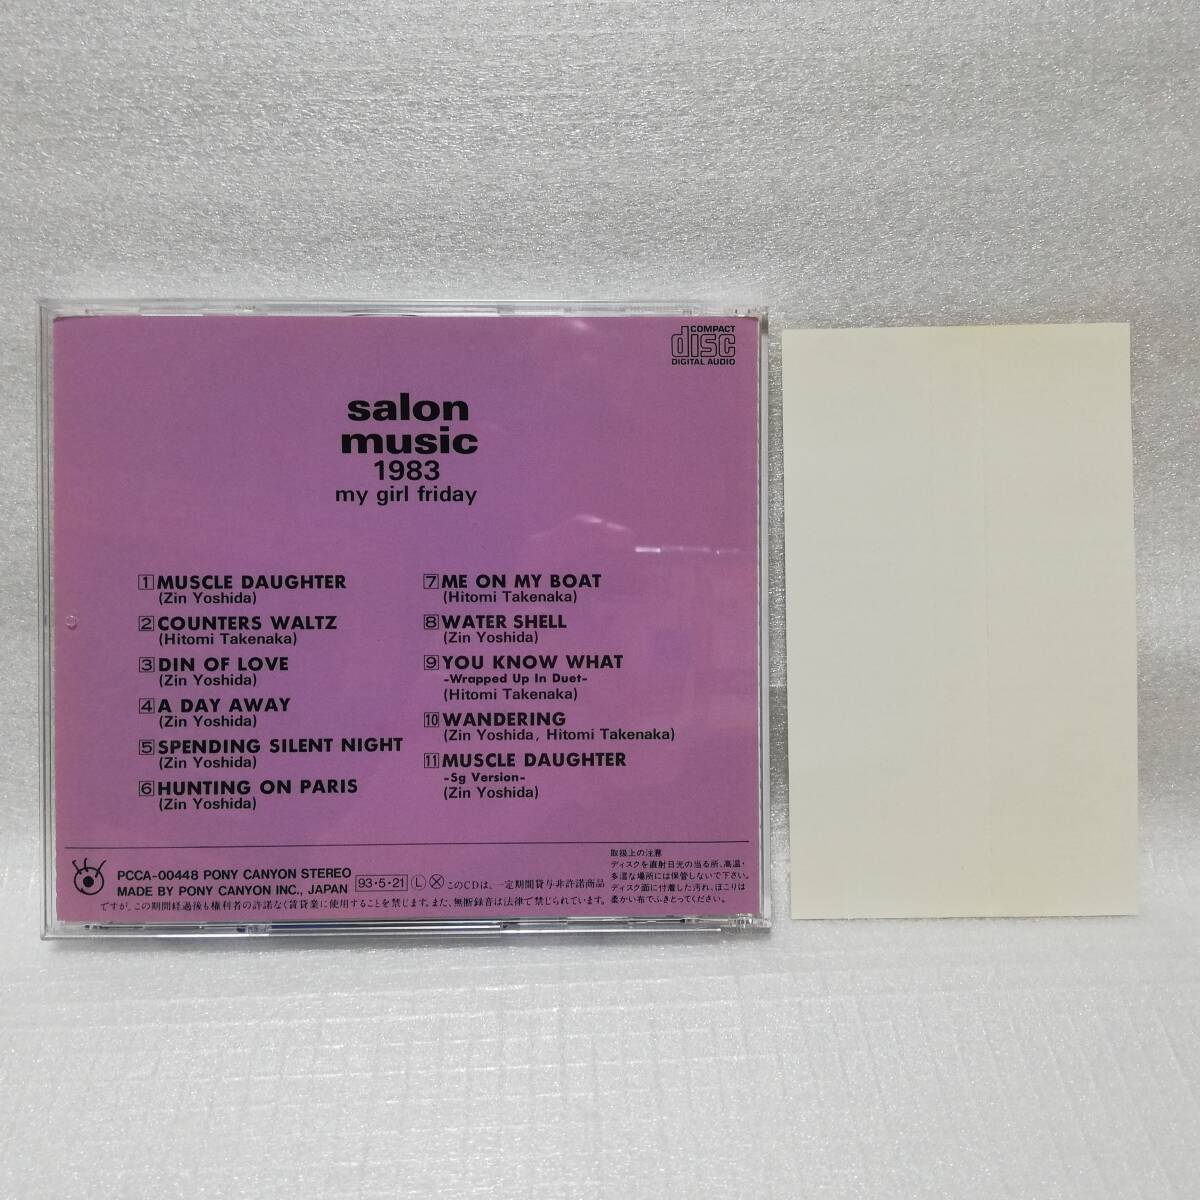 COMPACT
disc
DIGITAL AUDIO
salon
music
1983
my girl friday
1 MUSCLE DAUGHTER
(Zin Yoshida)
2 COUNTERS WALTZ
(Hitomi Takenaka)
3 DIN OF LOVE
(Zin Yoshida)
4 A DAY AWAY
(Zin Yoshida)
5 SPENDING SILENT NIGHT
(Zin Yoshida)
6 HUNTING ON PARIS
(Zin Yoshida)
7 ME ON MY BOAT
(Hitomi Takenaka)
8 WATER SHELL
(Zin Yoshida)
9 YOU KNOW WHAT
-Wrapped Up In Duet-
(Hitomi Takenaka)
10 WANDERING
(Zin Yoshida, Hitomi Takenaka)
11 MUSCLE DAUGHTER
-Sg Version-
(Zin Yoshida)
PCCA-00448 PONY CANYON STEREO
MADE BY PONY CANYON INC., JAPAN 93・5・21 Ⓛ Ⓧ このCDは、一定期間貸与非許諾商品
ですが、この期間経過後も権利者の許諾なく賃貸業に使用することを禁じます。また、無断録音は法律で禁じられています。
取扱上の注意
ディスクを直射日光の当る所、高温・
多湿な場所には保管しないで下さい。
ディスク面に付着した汚れ、ほこりは
柔かい布でふきとってください。